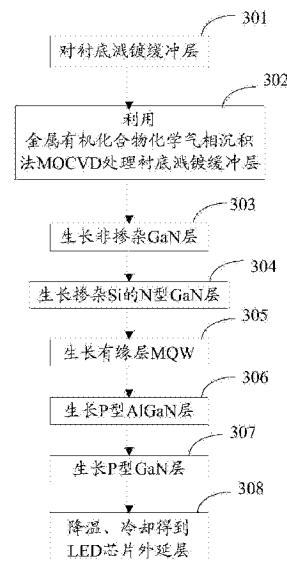 301
对衬底溅镀缓冲层
302
利用
金属有机化合物化学气相沉积
法MOCVD处理衬底溅镀缓冲层
303
生长非掺杂GaN层
304
生长掺杂Si的N型GaN层
305
生长有缘层MQW
306
生长P型AlGaN层
307
生长P型GaN层
308
降温、冷却得到
LED芯片外延层